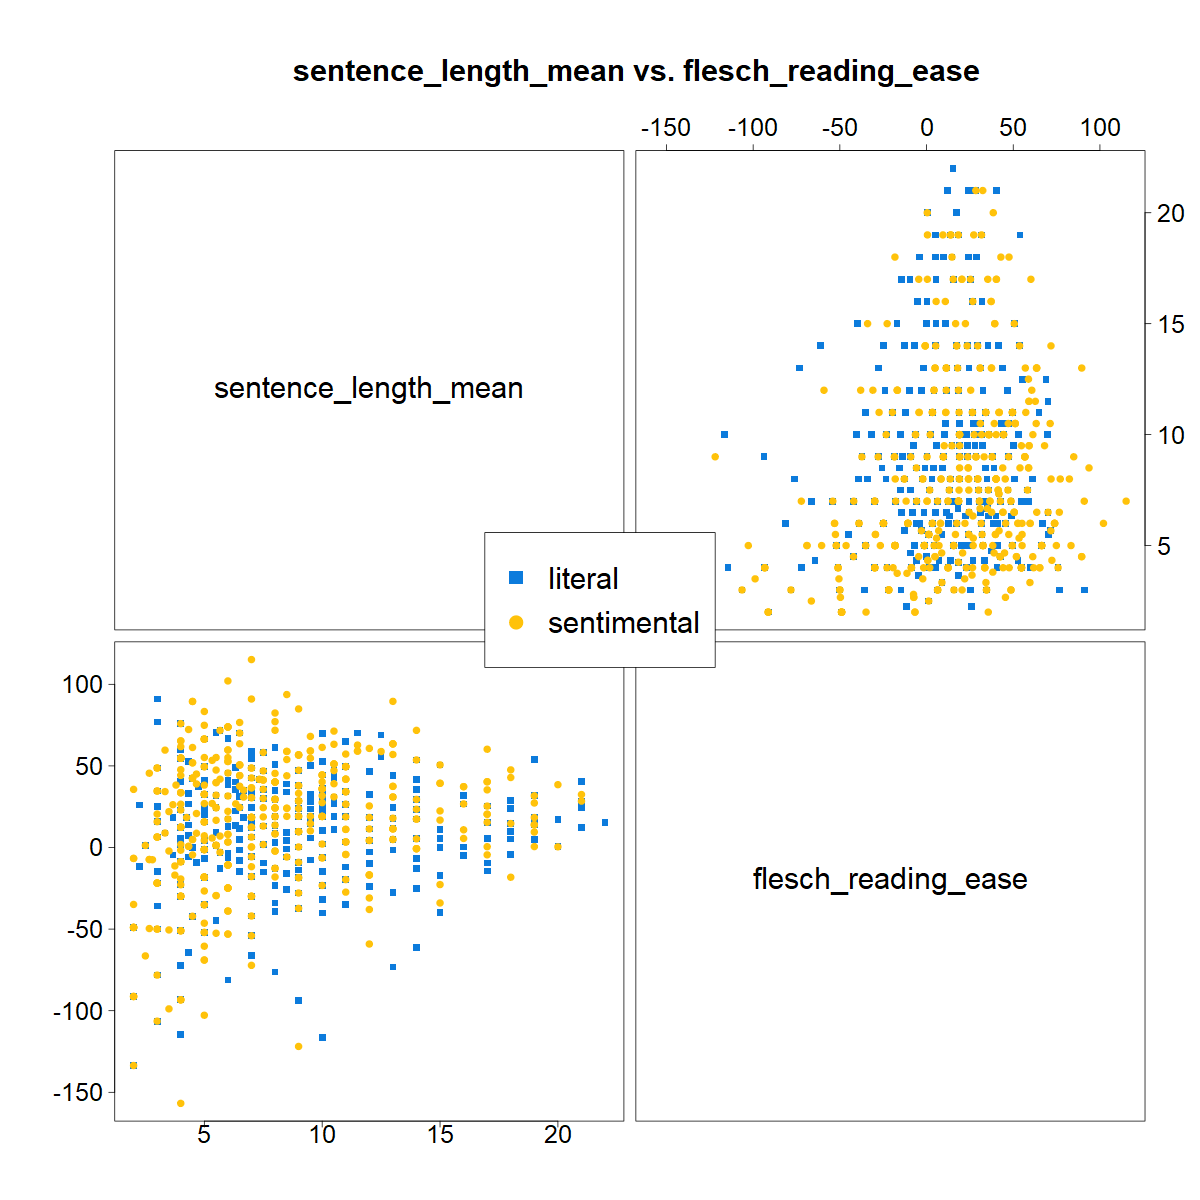 sentence_length_mean vs. flesch_reading_ease
-150 -100 -50 0 50 100
20
15
10
5
sentence_length_mean
literal
sentimental
flesch_reading_ease
100
50
0
-50
-100
-150
5 10 15 20